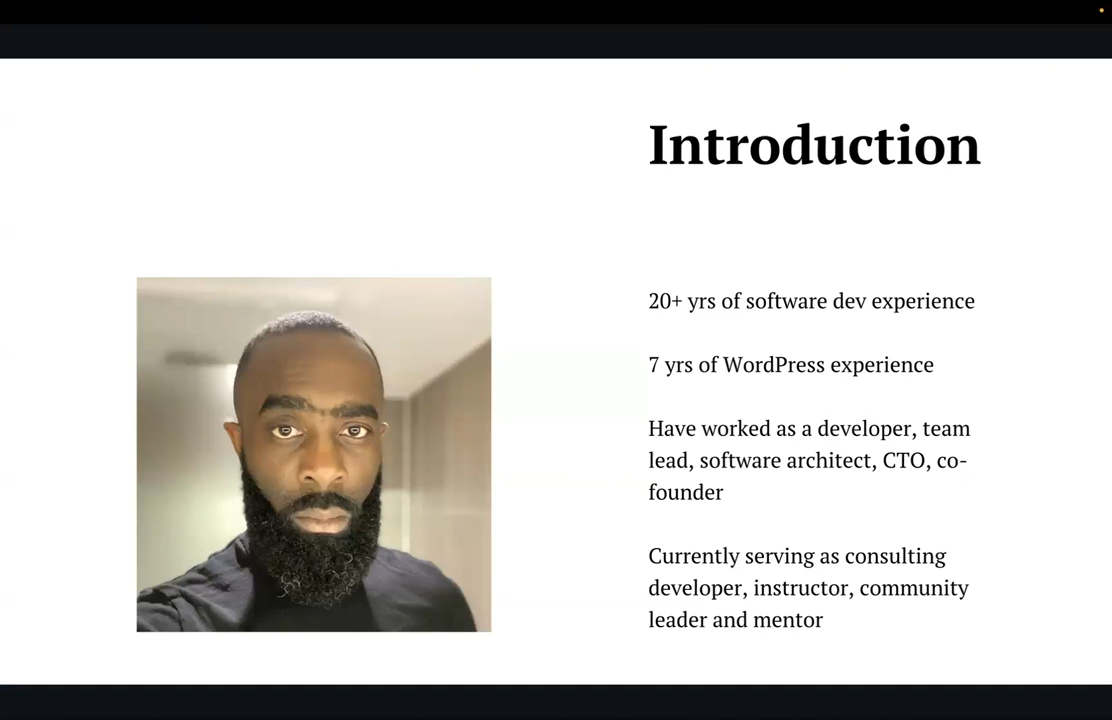 Introduction
20+ yrs of software dev experience
7 yrs of WordPress experience
Have worked as a developer, team
lead, software architect, CTO, co-
founder
Currently serving as consulting
developer, instructor, community
leader and mentor